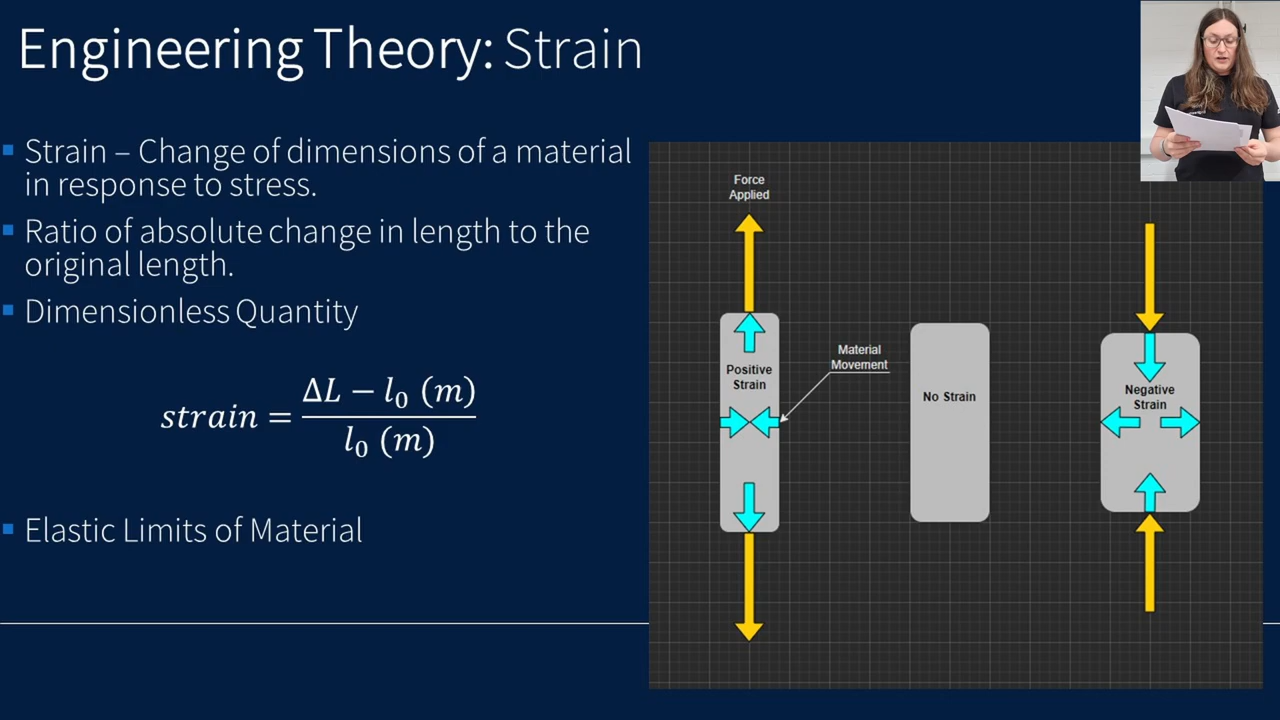 Engineering Theory: Strain
Strain – Change of dimensions of a material
in response to stress.
Ratio of absolute change in length to the
original length.
Dimensionless Quantity
strain = \frac{ΔL − l₀ (m)}{l₀ (m)}
Elastic Limits of Material
Force
Applied
Positive
Strain
Material
Movement
No Strain
Negative
Strain